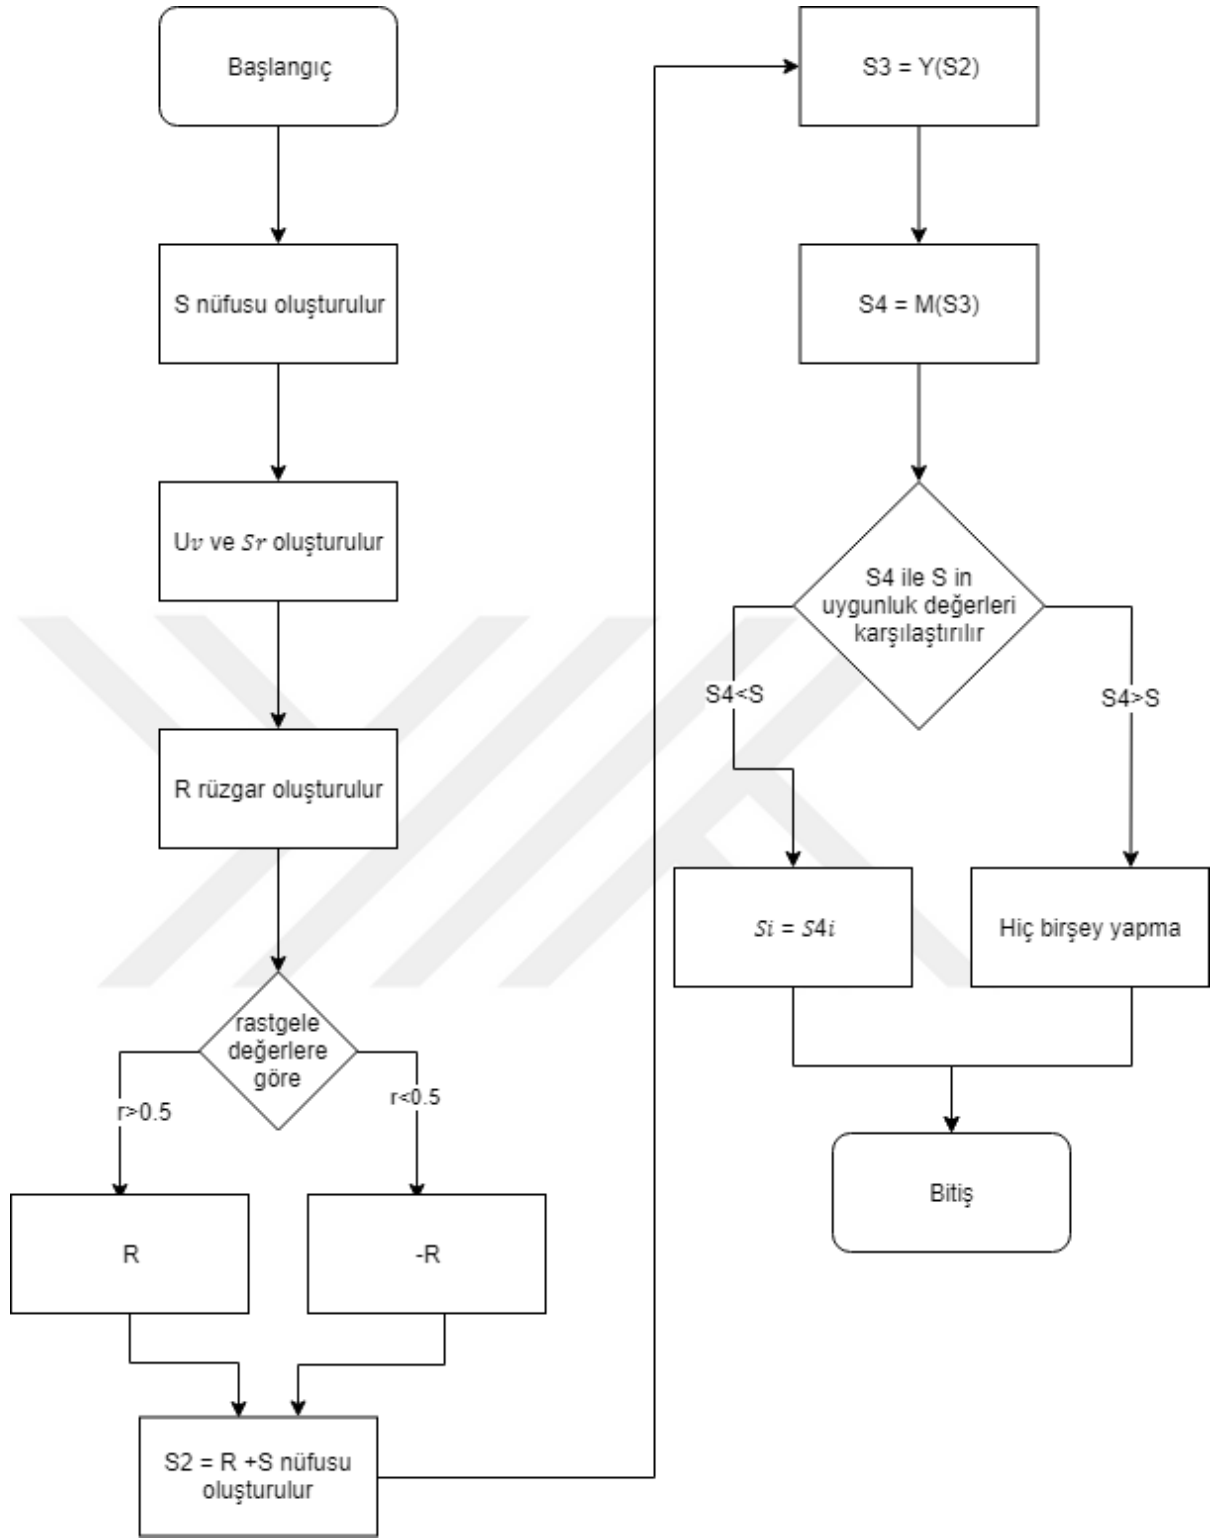 Başlangıç
S nüfusu oluşturulur
Uv ve Sr oluşturulur
R rüzgar oluşturulur
rastgele
değerlere
göre
r>0.5
r<0.5
R
-R
S2 = R +S nüfusu
oluşturulur
S3 = Y(S2)
S4 = M(S3)
S4 ile S in
uygunluk değerleri
karşılaştırılır
S4<S
S4>S
Si = S4i
Hiç birşey yapma
Bitiş